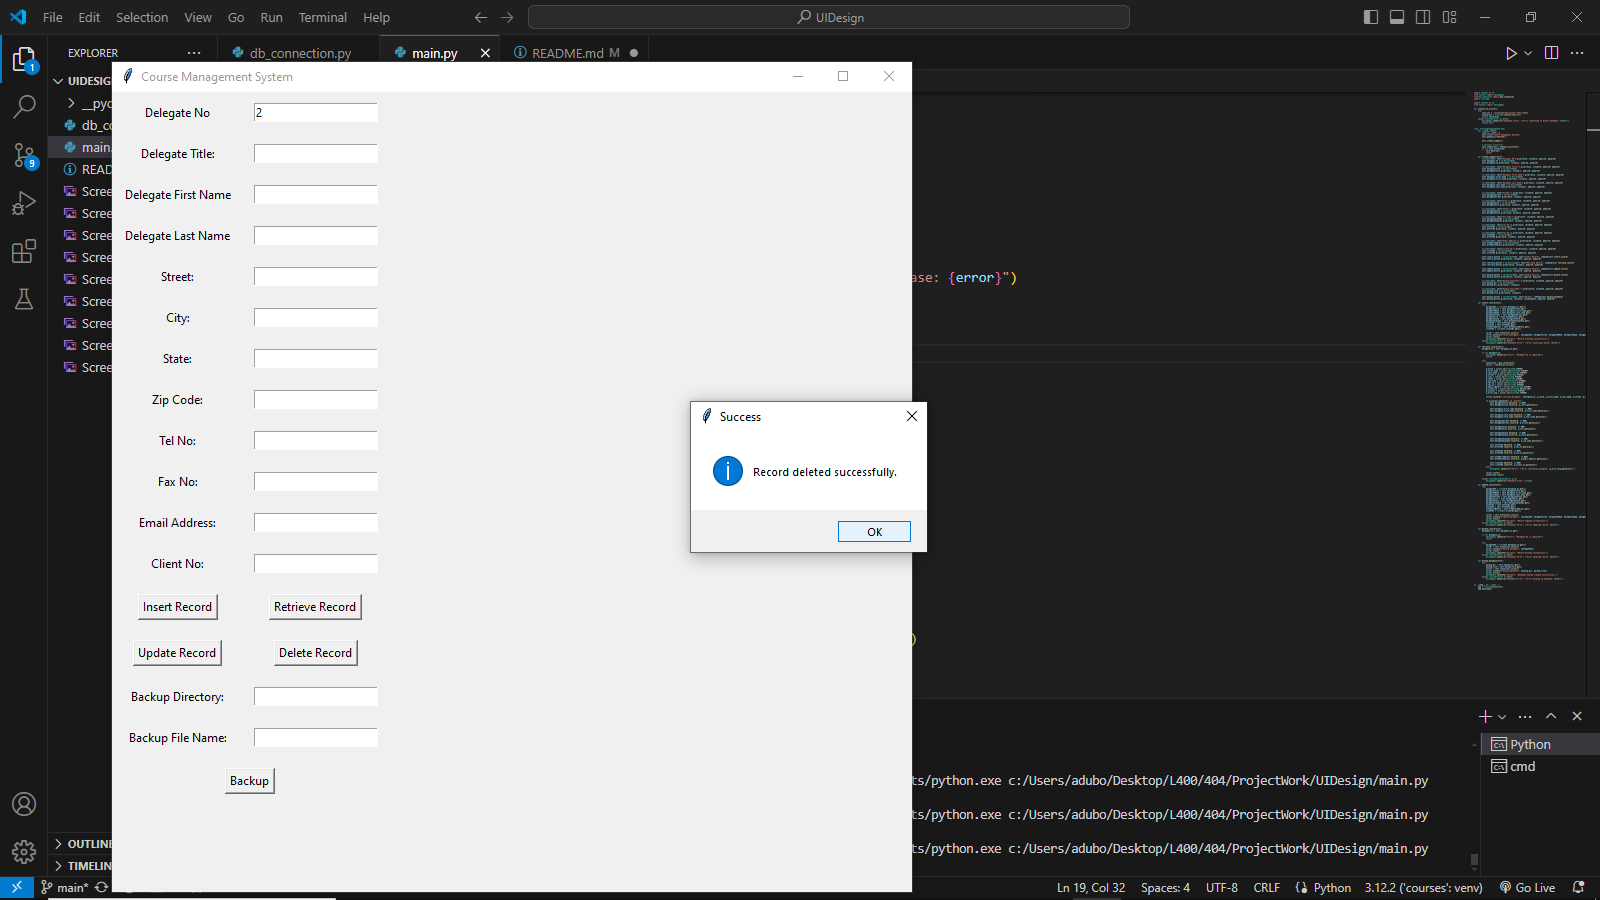 File Edit Selection View Go Run Terminal Help
UIDesign
EXPLORER
db_connection.py
main.py
README.md M
UIDESIGN
Course Management System
Delegate No 2
Delegate Title:
Delegate First Name
Delegate Last Name
Street:
City:
State:
Zip Code:
Tel No:
Fax No:
Email Address:
Client No:
Insert Record Retrieve Record
Update Record Delete Record
Backup Directory:
Backup File Name:
Backup
__pyc
db_co
main.
READ
Scree
Scree
Scree
Scree
Scree
Scree
Scree
Scree
Scree
OUTLINE
TIMELIN
1
9
ase: {error}")
)
Success
Record deleted successfully.
OK
Python
cmd
ts/python.exe c:/Users/adubo/Desktop/L400/404/ProjectWork/UIDesign/main.py
ts/python.exe c:/Users/adubo/Desktop/L400/404/ProjectWork/UIDesign/main.py
ts/python.exe c:/Users/adubo/Desktop/L400/404/ProjectWork/UIDesign/main.py
main* Ln 19, Col 32 Spaces: 4 UTF-8 CRLF Python 3.12.2 ('courses': venv) Go Live